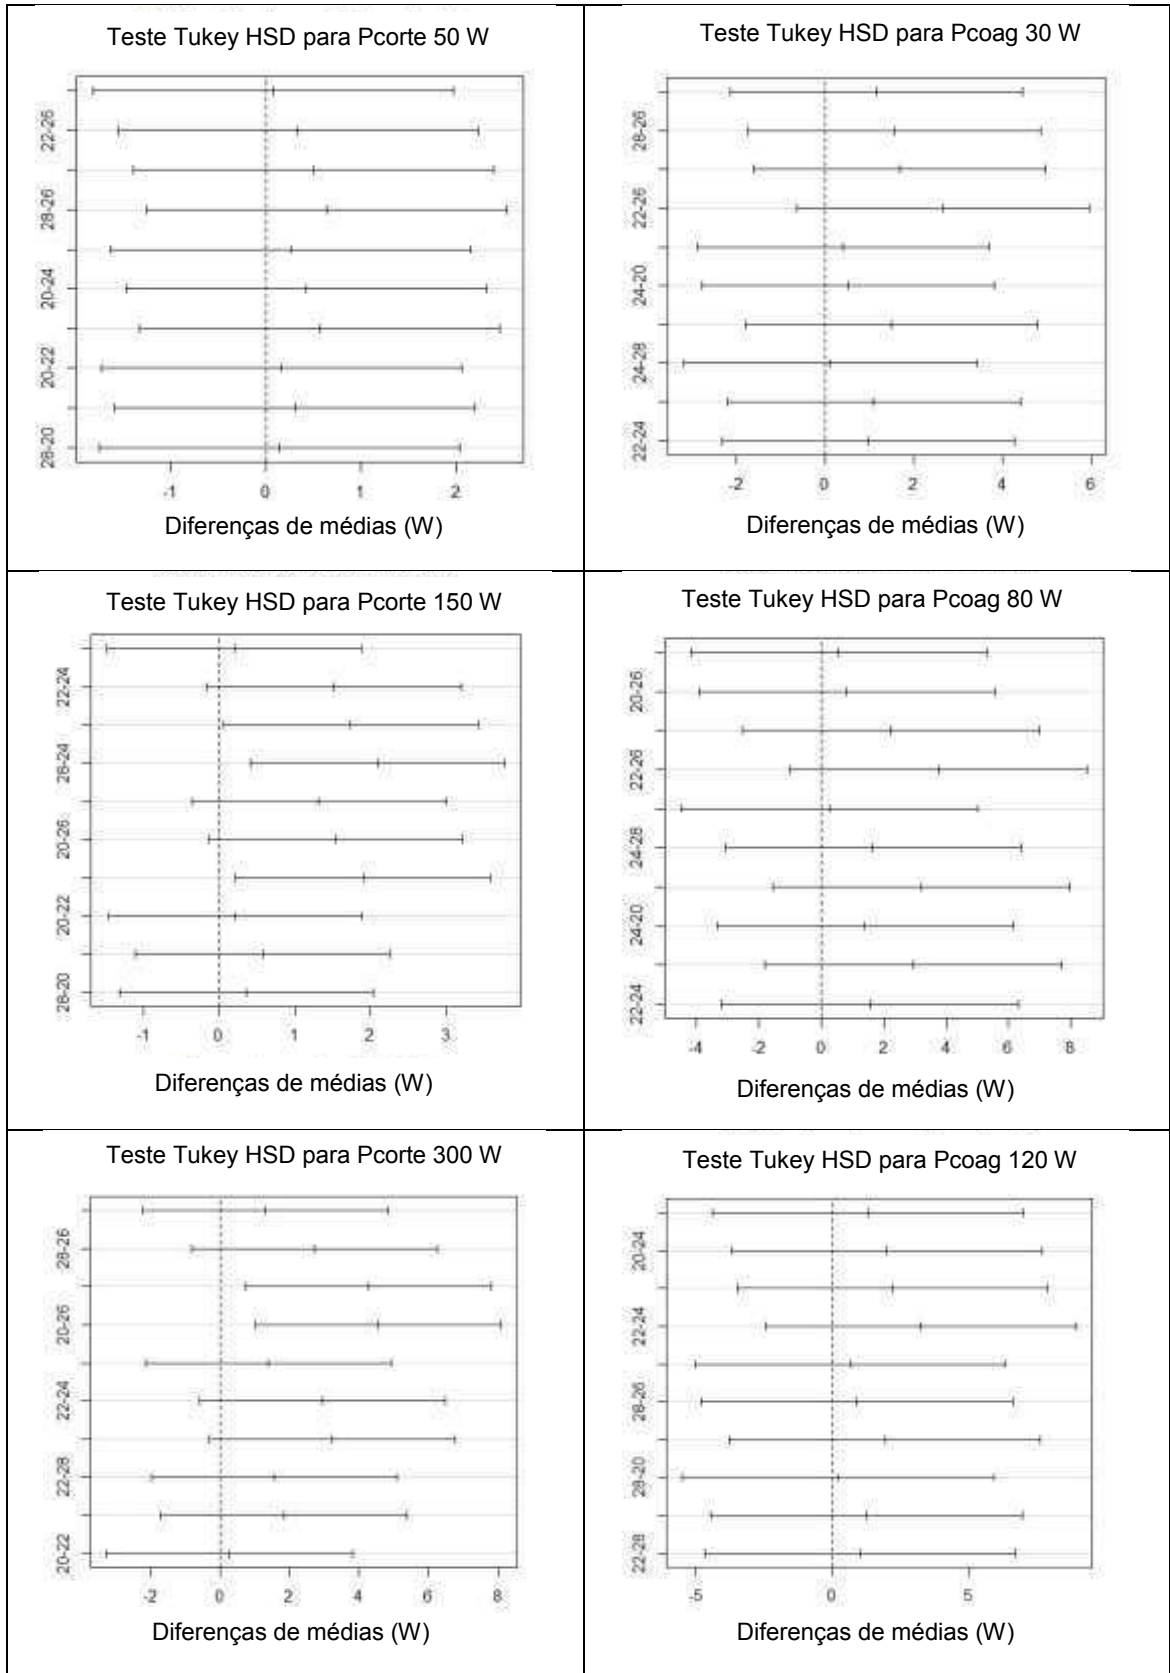 Teste Tukey HSD para Pcorte 50 W
22-26
28-26
20-24
20-22
28-20
-1 0 1 2
Diferenças de médias (W)
Teste Tukey HSD para Pcoag 30 W
28-26
22-26
24-20
24-28
22-24
-2 0 2 4 6
Diferenças de médias (W)
Teste Tukey HSD para Pcorte 150 W
22-24
28-24
20-26
20-22
28-20
-1 0 1 2 3
Diferenças de médias (W)
Teste Tukey HSD para Pcoag 80 W
20-26
22-26
24-28
24-20
22-24
-4 -2 0 2 4 6 8
Diferenças de médias (W)
Teste Tukey HSD para Pcorte 300 W
28-26
20-26
22-24
22-28
20-22
-2 0 2 4 6 8
Diferenças de médias (W)
Teste Tukey HSD para Pcoag 120 W
20-24
22-24
28-26
28-20
22-28
-5 0 5
Diferenças de médias (W)